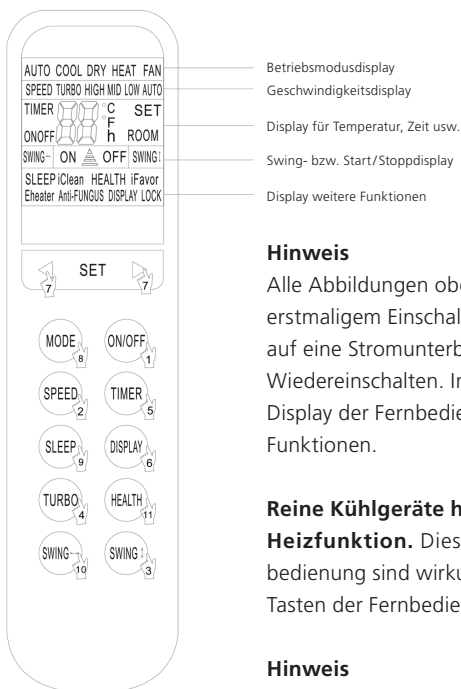 AUTO COOL DRY HEAT FAN
SPEED TURBO HIGH MID LOW AUTO
TIMER °C SET
°F
ONOFF h ROOM
SWING- ON OFF SWING
SLEEP iClean HEALTH iFavor
Eheater Anti-FUNGUS DISPLAY LOCK
SET
7 7
MODE 8 ON/OFF 1
SPEED 2 TIMER 5
SLEEP 9 DISPLAY 6
TURBO 4 HEALTH 11
SWING 10 SWING 3
Betriebsmodusdisplay
Geschwindigkeitsdisplay
Display für Temperatur, Zeit usw.
Swing- bzw. Start/Stoppdisplay
Display weitere Funktionen
Hinweis
Alle Abbildungen obe
erstmaligem Einschal
auf eine Stromunterb
Wiedereinschalten. I
Display der Fernbedie
Funktionen.
Reine Kühlgeräte h
Heizfunktion. Dies
bedienung sind wirku
Tasten der Fernbedie
Hinweis